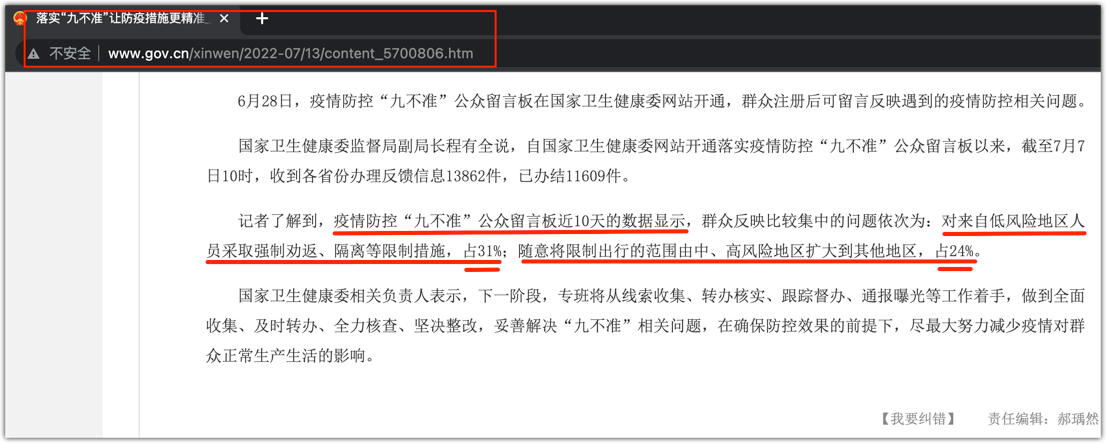 落实“九不准”让防疫措施更精准_
不安全 www.gov.cn/xinwen/2022-07/13/content_5700806.htm
6月28日，疫情防控“九不准”公众留言板在国家卫生健康委网站开通，群众注册后可留言反映遇到的疫情防控相关问题。
国家卫生健康委监督局副局长程有全说，自国家卫生健康委网站开通落实疫情防控“九不准”公众留言板以来，截至7月7
日10时，收到各省份办理反馈信息13862件，已办结11609件。
记者了解到，疫情防控“九不准”公众留言板近10天的数据显示，群众反映比较集中的问题依次为：对来自低风险地区人
员采取强制劝返、隔离等限制措施，占31%；随意将限制出行的范围由中、高风险地区扩大到其他地区，占24%。
国家卫生健康委相关负责人表示，下一阶段，专班将从线索收集、转办核实、跟踪督办、通报曝光等工作着手，做到全面
收集、及时转办、全力核查、坚决整改，妥善解决“九不准”相关问题，在确保防控效果的前提下，尽最大努力减少疫情对群
众正常生产生活的影响。
【我要纠错】 责任编辑：郝瑀然